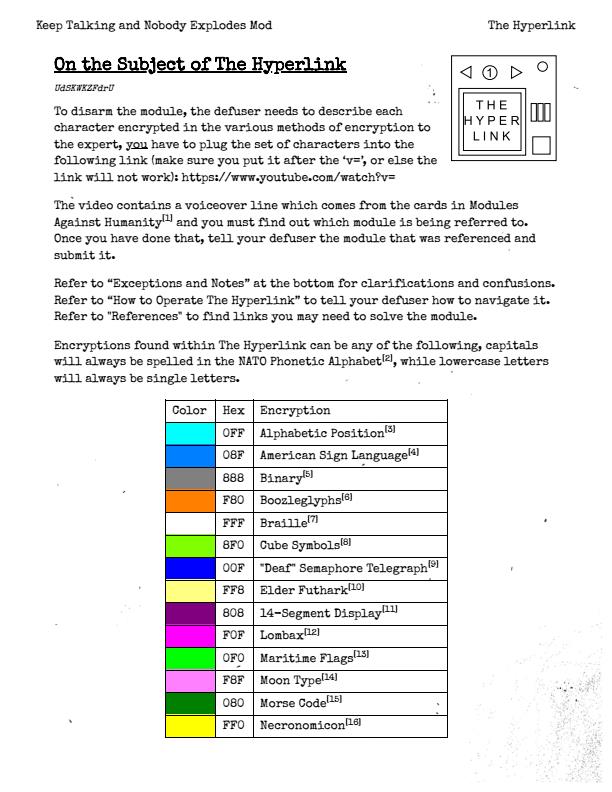 Keep Talking and Nobody Explodes Mod The Hyperlink
On the Subject of The Hyperlink
UdSKWKZFdrU
1
THE
HYPER
LINK
To disarm the module, the defuser needs to describe each
character encrypted in the various methods of encryption to
the expert, you have to plug the set of characters into the
following link (make sure you put it after the ‘v=’, or else the
link will not work): https://www.youtube.com/watch?v=
The video contains a voiceover line which comes from the cards in Modules
Against Humanity[1] and you must find out which module is being referred to.
Once you have done that, tell your defuser the module that was referenced and
submit it.
Refer to “Exceptions and Notes” at the bottom for clarifications and confusions.
Refer to “How to Operate The Hyperlink” to tell your defuser how to navigate it.
Refer to "References" to find links you may need to solve the module.
Encryptions found within The Hyperlink can be any of the following, capitals
will always be spelled in the NATO Phonetic Alphabet[2], while lowercase letters
will always be single letters.
Color Hex Encryption
0FF Alphabetic Position[3]
08F American Sign Language[4]
888 Binary[5]
F80 Boozleglyphs[6]
FFF Braille[7]
8F0 Cube Symbols[8]
00F "Deaf" Semaphore Telegraph[9]
FF8 Elder Futhark[10]
808 14-Segment Display[11]
F0F Lombax[12]
0F0 Maritime Flags[13]
F8F Moon Type[14]
080 Morse Code[15]
FF0 Necronomicon[16]